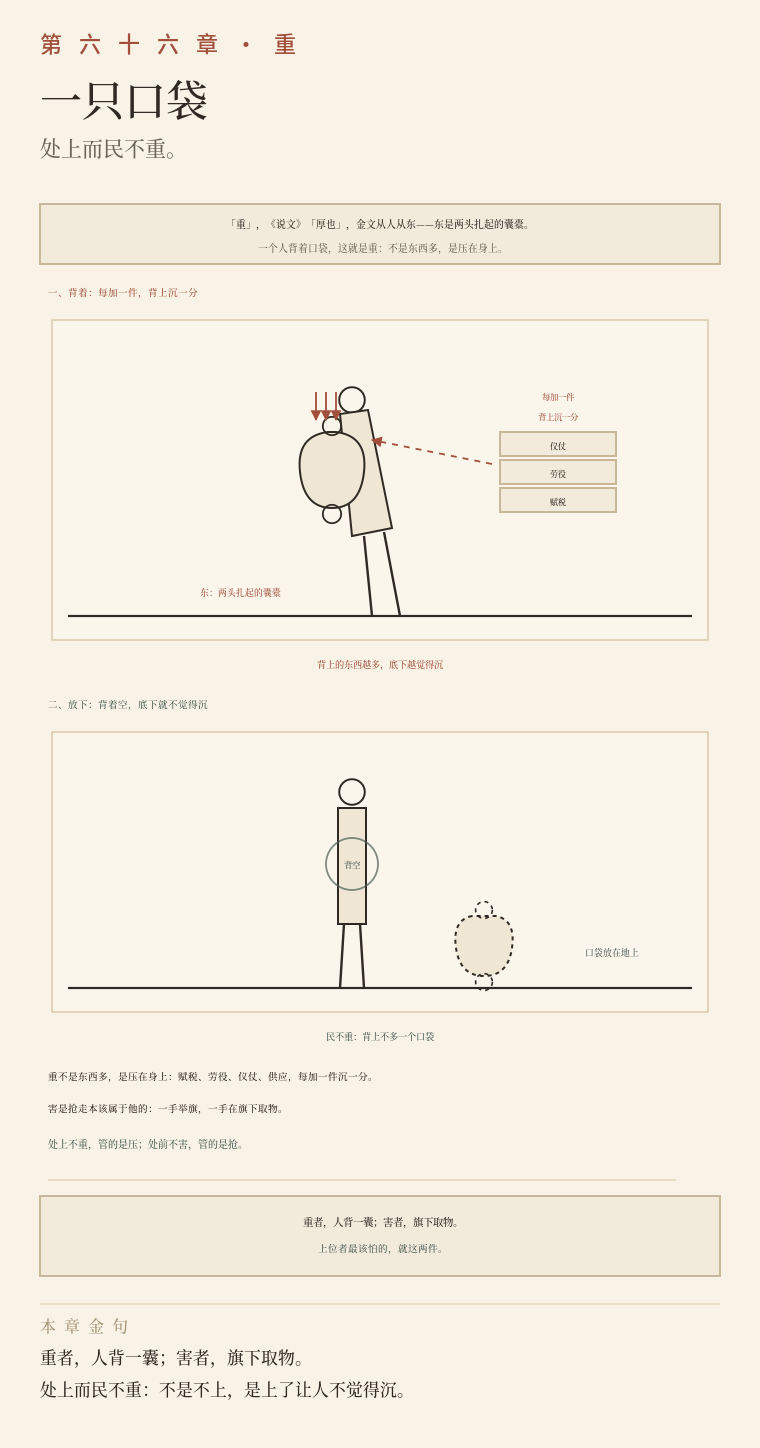 第六十六章·重
一只口袋
处上而民不重。
「重」，《说文》「厚也」，金文从人从东——东是两头扎起的囊橐。
一个人背着口袋，这就是重：不是东西多，是压在身上。
一、背着：每加一件，背上沉一分
每加一件
背上沉一分
仪仗
劳役
赋税
东：两头扎起的囊橐
背上的东西越多，底下越觉得沉
二、放下：背着空，底下就不觉得沉
背空
口袋放在地上
民不重：背上不多一个口袋
重不是东西多，是压在身上：赋税、劳役、仪仗、供应，每加一件沉一分。
害是抢走本该属于他的：一手举旗，一手在旗下取物。
处上不重，管的是压；处前不害，管的是抢。
重者，人背一囊；害者，旗下取物。
上位者最该怕的，就这两件。
本章金句
重者，人背一囊；害者，旗下取物。
处上而民不重：不是不上，是上了让人不觉得沉。